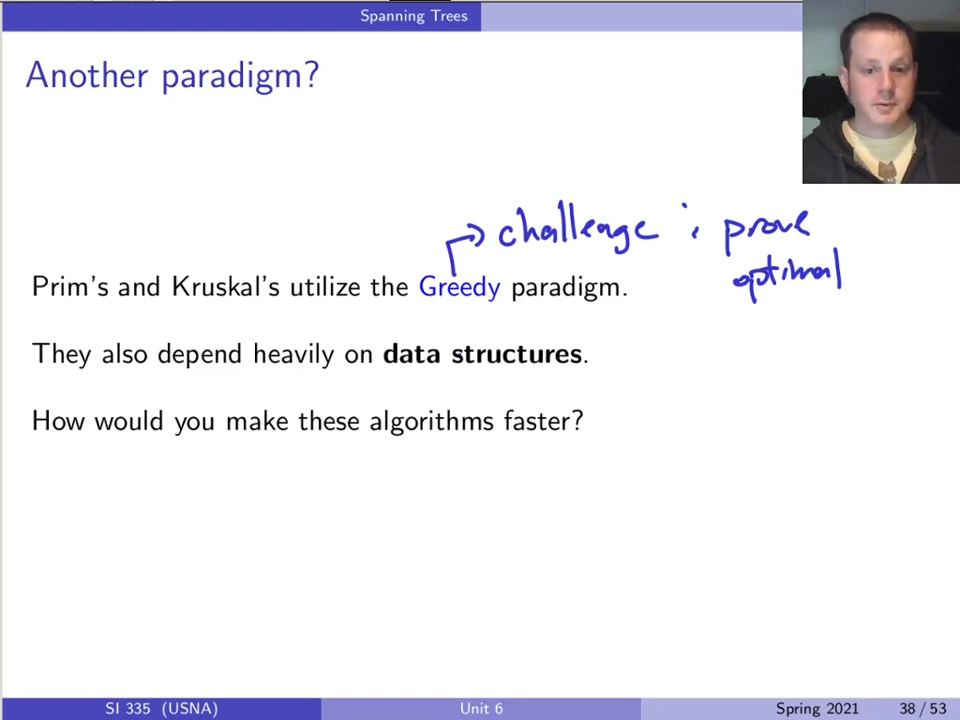 Spanning Trees
Another paradigm?
challenge : prove
optimal
Prim's and Kruskal's utilize the Greedy paradigm.
They also depend heavily on data structures.
How would you make these algorithms faster?
SI 335 (USNA) Unit 6 Spring 2021 38 / 53